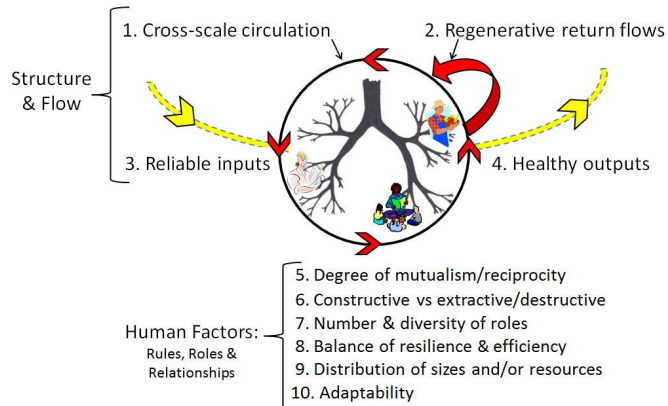 1. Cross-scale circulation
2. Regenerative return flows
Structure
& Flow
3. Reliable inputs
4. Healthy outputs
Human Factors:
Rules, Roles &
Relationships
5. Degree of mutualism/reciprocity
6. Constructive vs extractive/destructive
7. Number & diversity of roles
8. Balance of resilience & efficiency
9. Distribution of sizes and/or resources
10. Adaptability